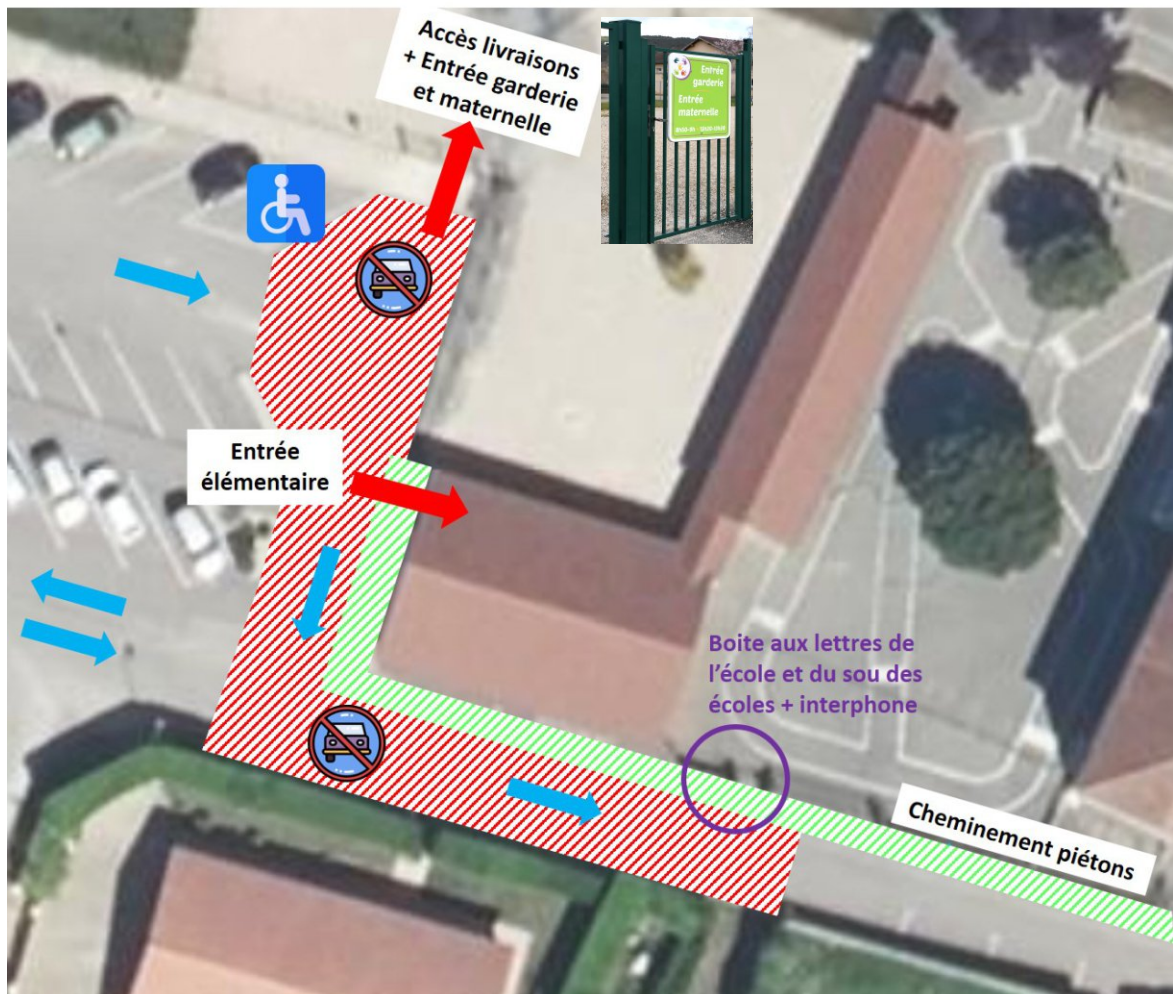 Accès livraisons
+ Entrée garderie
et maternelle
Entrée
garderie
Entrée
maternelle
Entrée
élémentaire
Boite aux lettres de
l'école et du sou des
écoles + interphone
Cheminement piétons